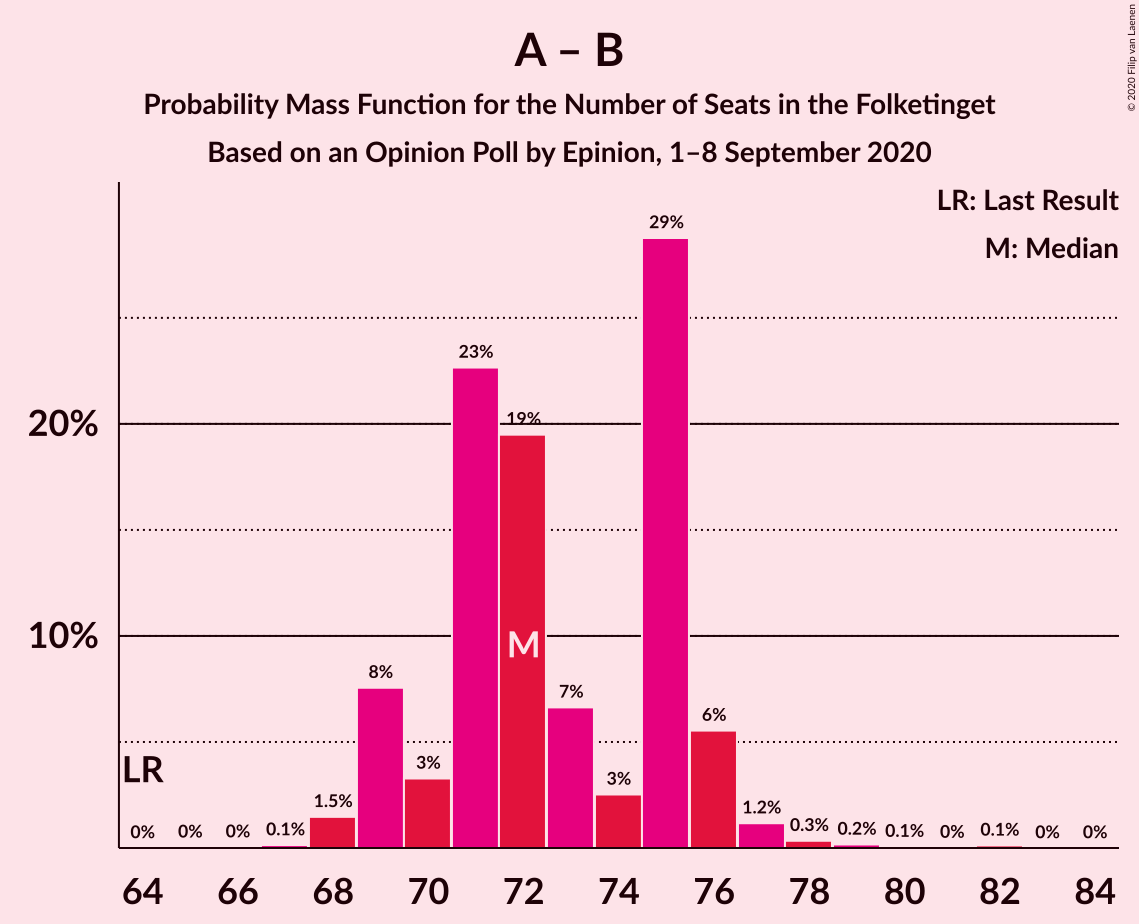 A – B
Probability Mass Function for the Number of Seats in the Folketinget
Based on an Opinion Poll by Epinion, 1–8 September 2020
© 2020 Filip van Laenen
LR: Last Result
M: Median
29%
23%
20%
19%
10%
M
8%
7%
6%
LR
3%
3%
1.5%
1.2%
0% 0% 0% 0.1% 0.3% 0.2% 0.1% 0% 0.1% 0% 0%
64 66 68 70 72 74 76 78 80 82 84